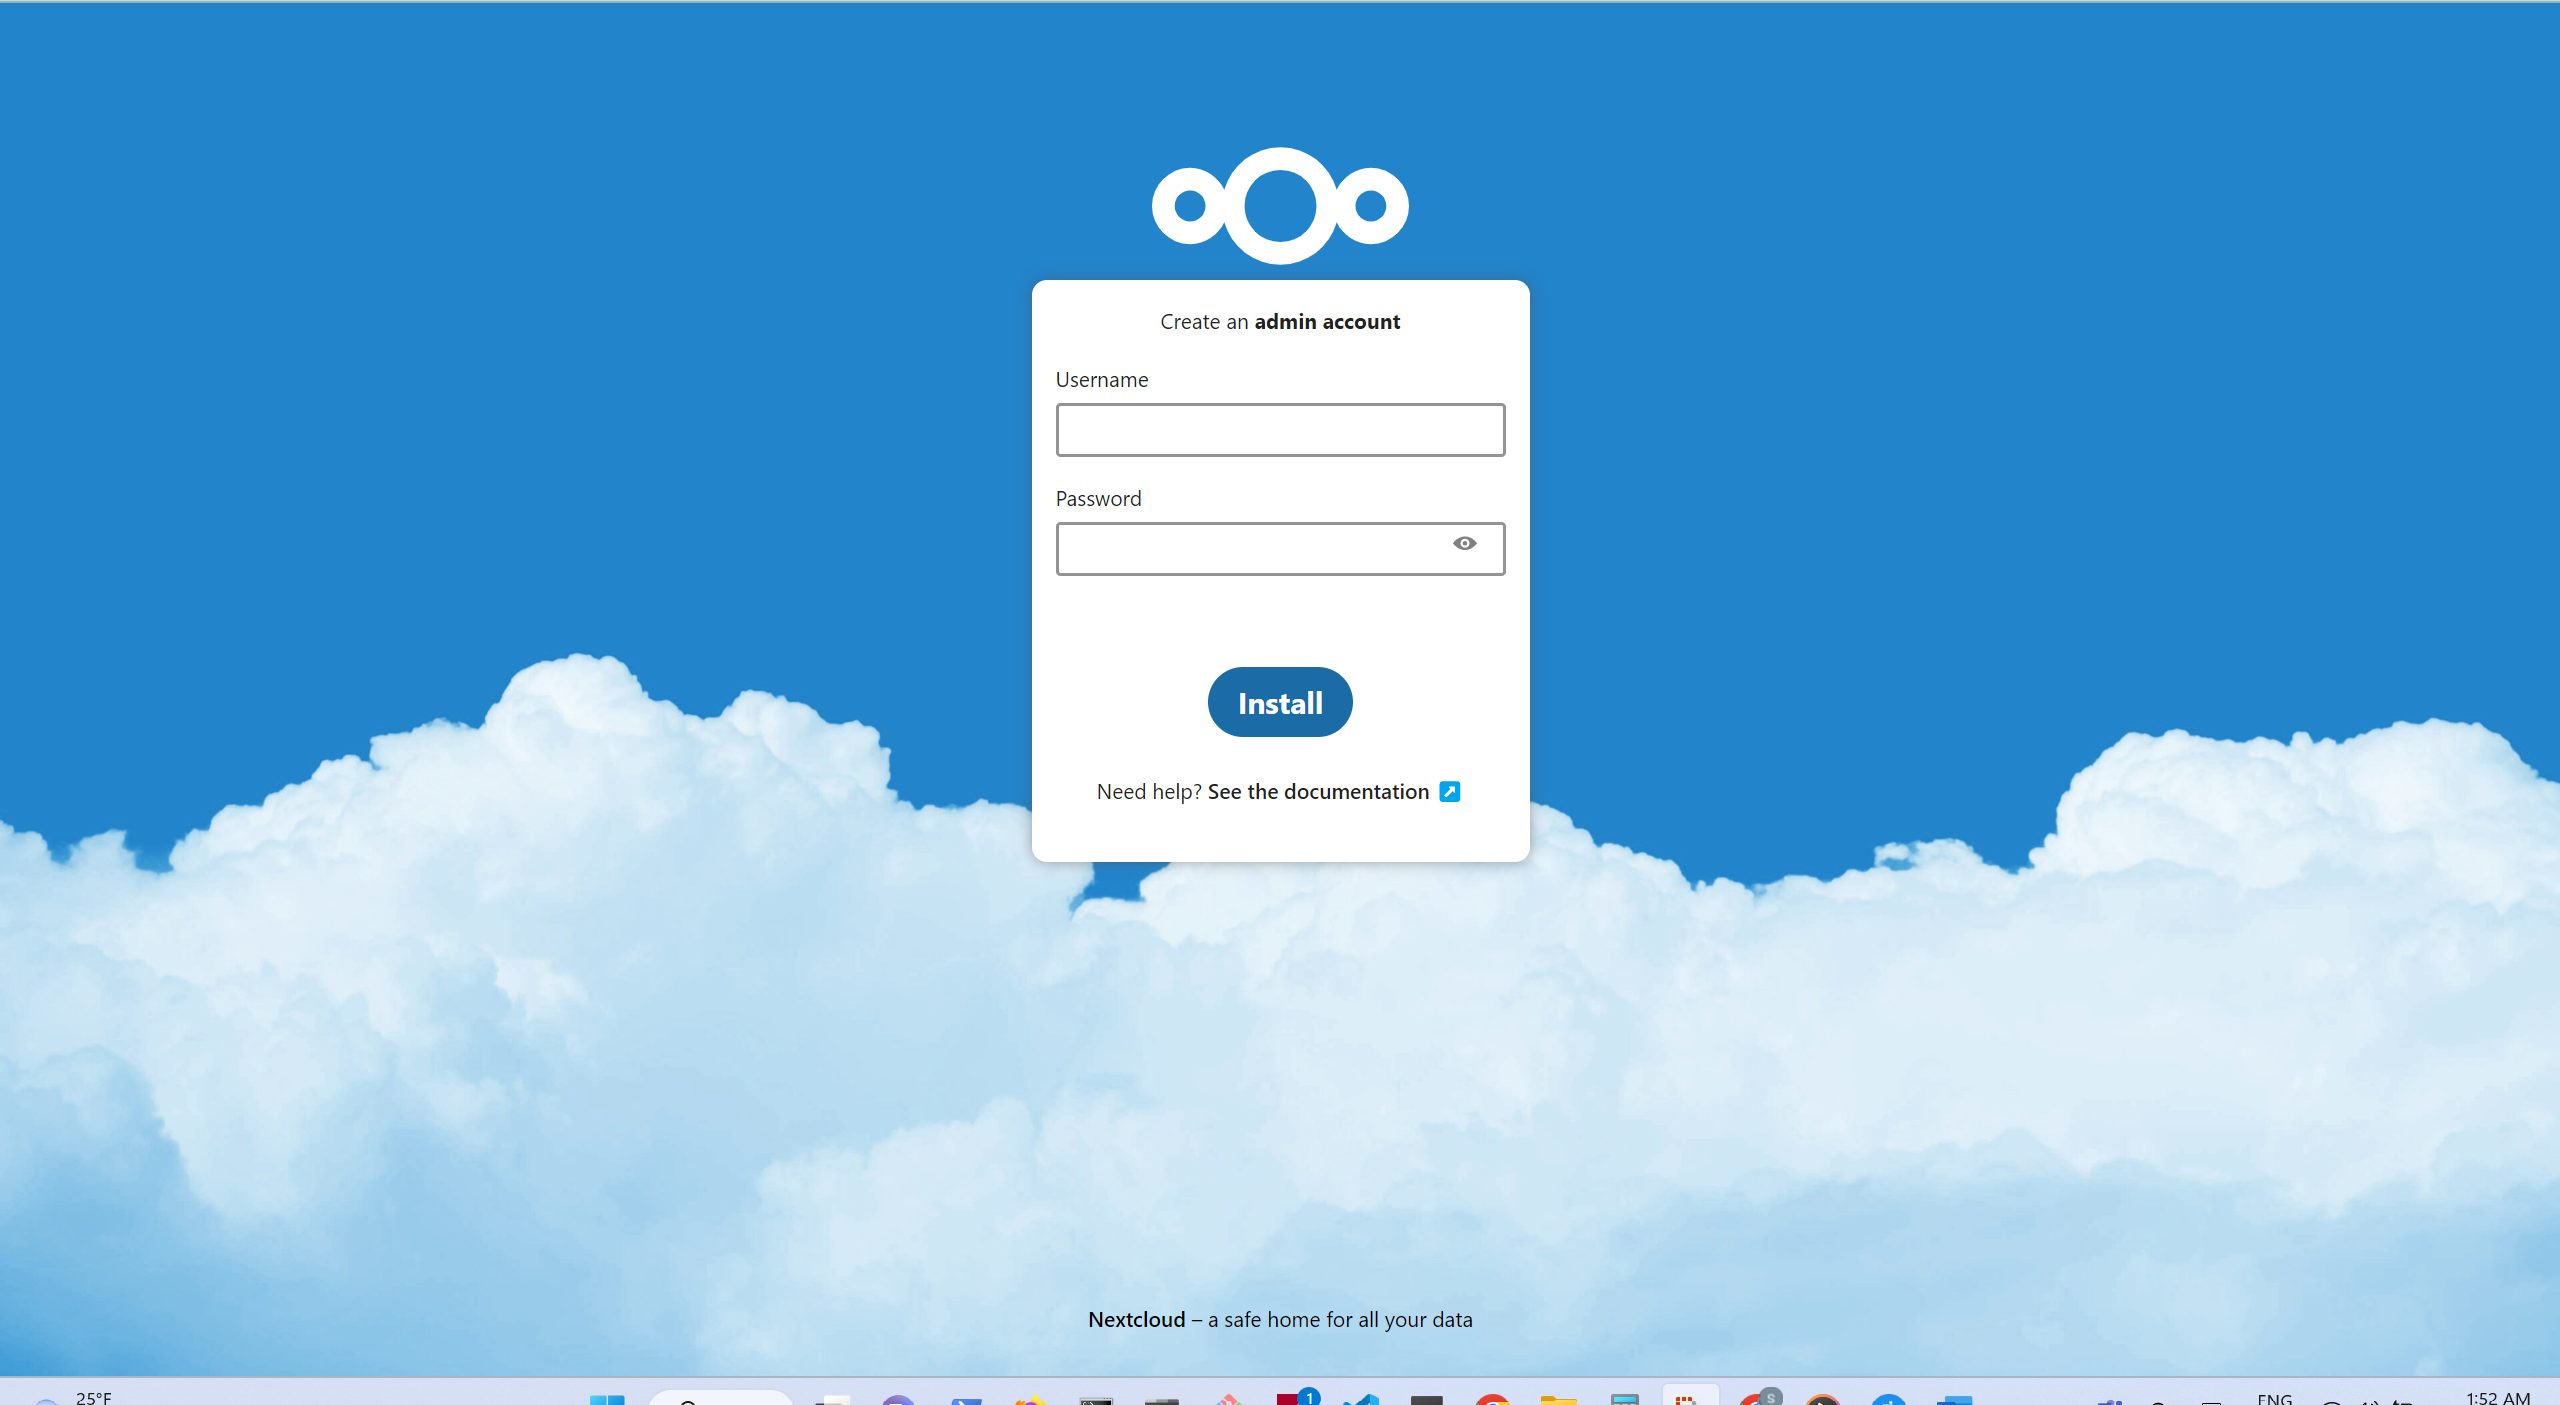 Create an admin account
Username
Password
Install
Need help? See the documentation
Nextcloud – a safe home for all your data
25°F
1
S
ENG
1:52 AM